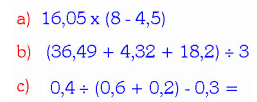 a) 16,05 x (8 - 4,5)
b) (36,49 + 4,32 + 18,2) ÷ 3
c) 0,4 ÷ (0,6 + 0,2) - 0,3 =